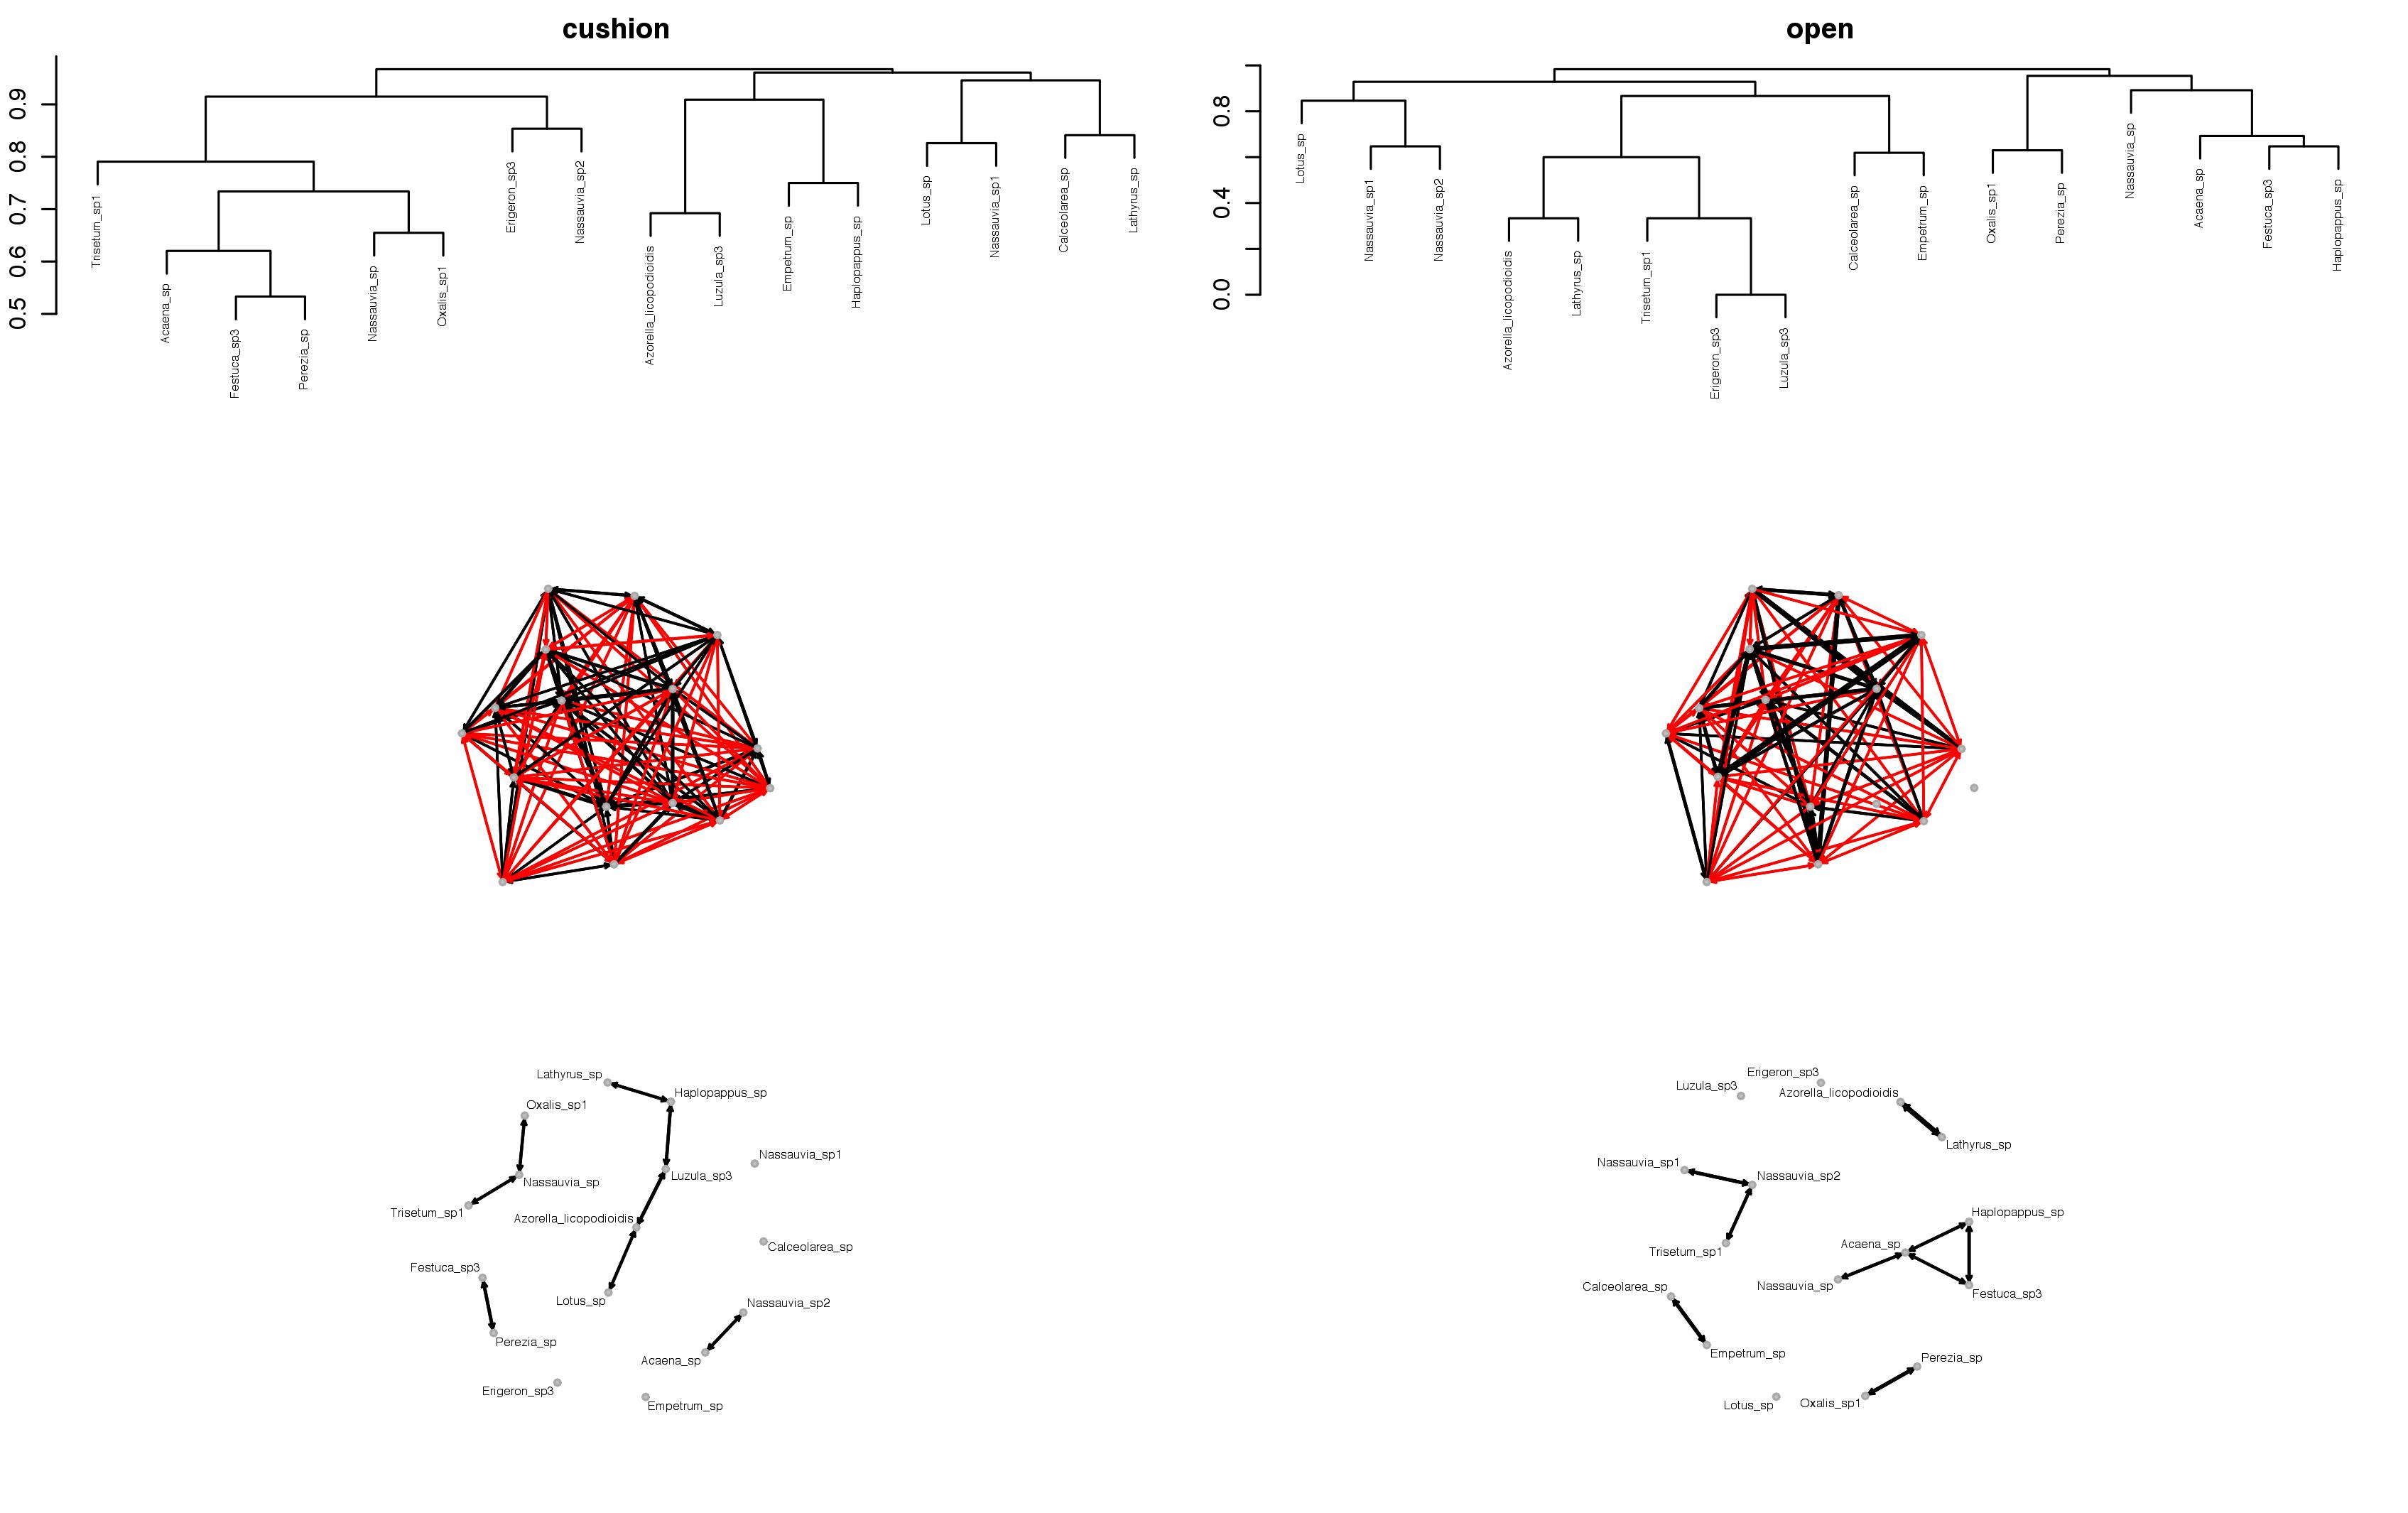 cushion
0.5 0.6 0.7 0.8 0.9
Trisetum_sp1
Acaena_sp
Festuca_sp3
Perezia_sp
Nassauvia_sp
Oxalis_sp1
Erigeron_sp3
Nassauvia_sp2
Azorella_licopodioidis
Luzula_sp3
Empetrum_sp
Haplopappus_sp
Lotus_sp
Nassauvia_sp1
Calceolarea_sp
Lathyrus_sp
open
0.0 0.4 0.8
Lotus_sp
Nassauvia_sp1
Nassauvia_sp2
Azorella_licopodioidis
Lathyrus_sp
Trisetum_sp1
Erigeron_sp3
Luzula_sp3
Calceolarea_sp
Empetrum_sp
Oxalis_sp1
Perezia_sp
Nassauvia_sp
Acaena_sp
Festuca_sp3
Haplopappus_sp
Lathyrus_sp
Haplopappus_sp
Oxalis_sp1
Nassauvia_sp1
Luzula_sp3
Nassauvia_sp
Trisetum_sp1
Azorella_licopodioidis
Calceolarea_sp
Festuca_sp3
Lotus_sp
Nassauvia_sp2
Perezia_sp
Acaena_sp
Erigeron_sp3
Empetrum_sp
Erigeron_sp3
Luzula_sp3
Azorella_licopodioidis
Lathyrus_sp
Nassauvia_sp1
Nassauvia_sp2
Haplopappus_sp
Acaena_sp
Trisetum_sp1
Nassauvia_sp
Calceolarea_sp
Festuca_sp3
Empetrum_sp
Perezia_sp
Lotus_sp
Oxalis_sp1